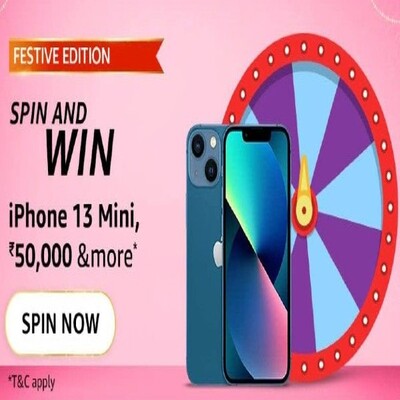 FESTIVE EDITION
SPIN AND
WIN
iPhone 13 Mini,
₹50,000 &more*
SPIN NOW
*T&C apply